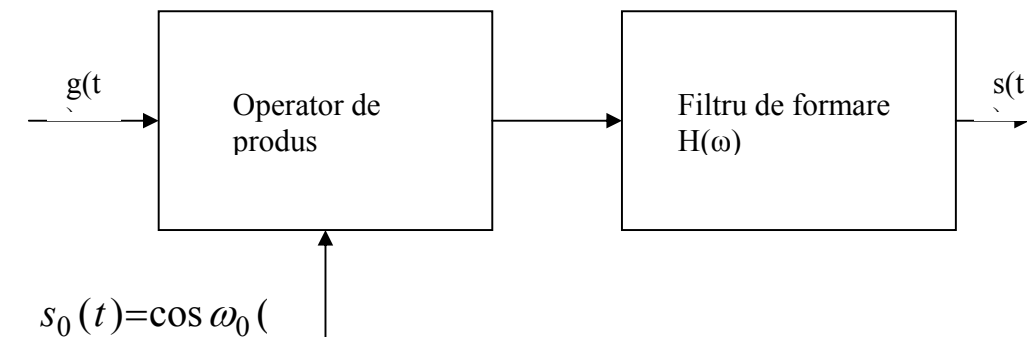 g(t
Operator de
produs
Filtru de formare
H(ω)
s(t
s₀(t)=cos ω₀(